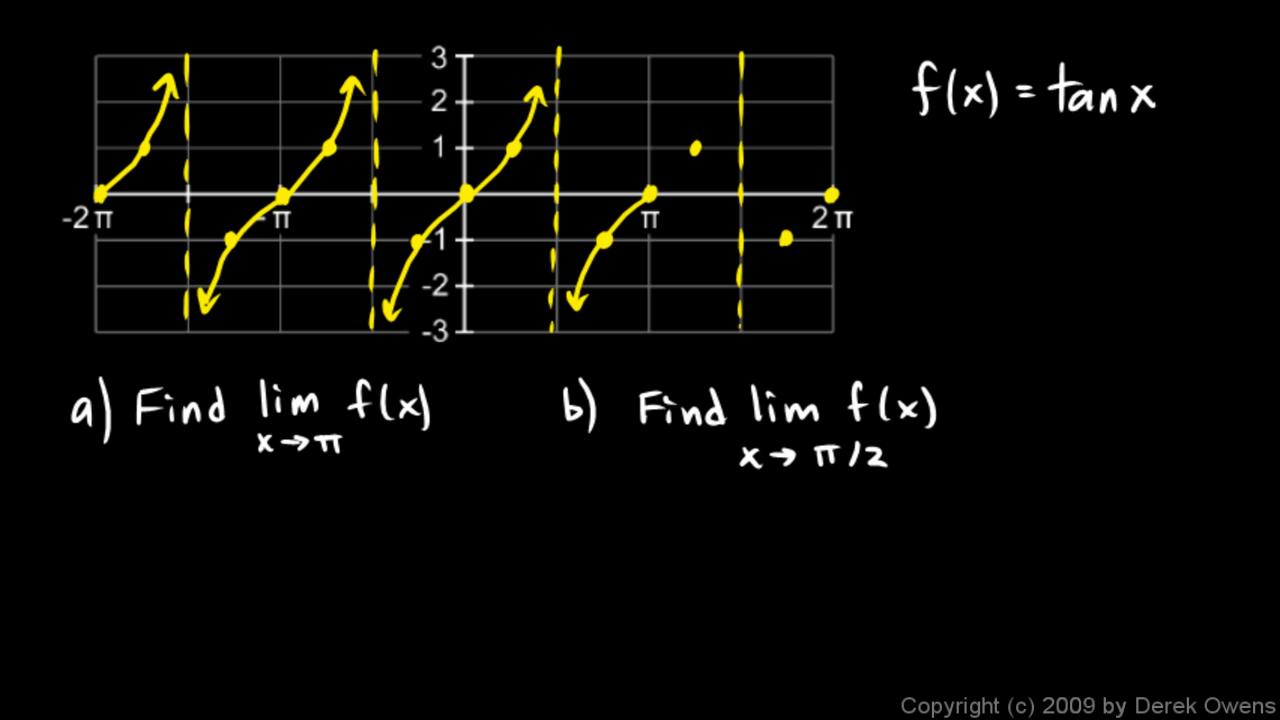 3
2
1
-1
-2
-3
-2π
-π
π
2π
f(x) = tan x
a) Find lim f(x)
x→π
b) Find lim f(x)
x→ π/2
Copyright (c) 2009 by Derek Owens